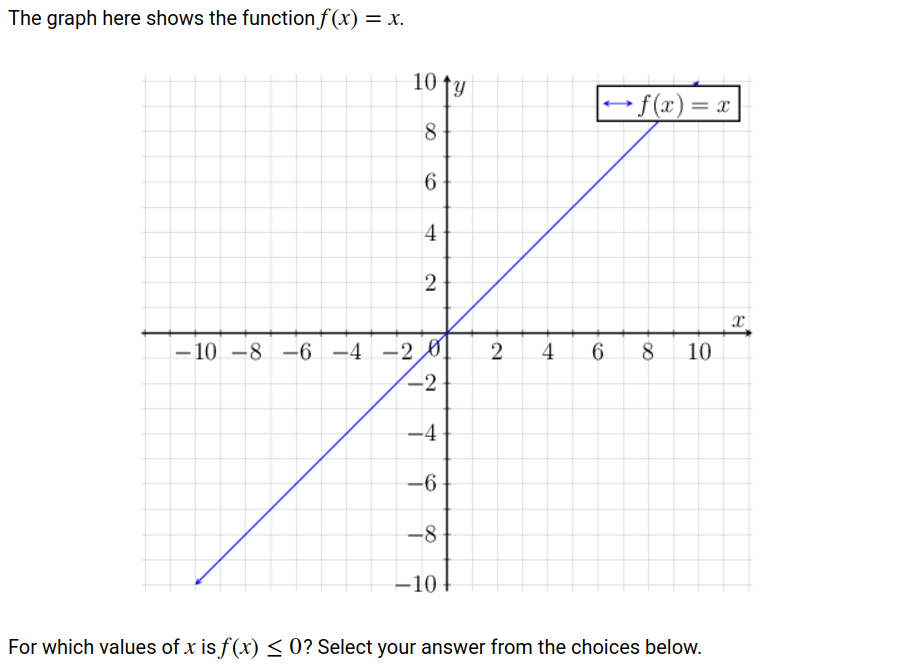 The graph here shows the function f(x) = x.
10 y
f(x) = x
8
6
4
2
x
−10 −8 −6 −4 −2 0 2 4 6 8 10
−2
−4
−6
−8
−10
For which values of x is f(x) ≤ 0? Select your answer from the choices below.